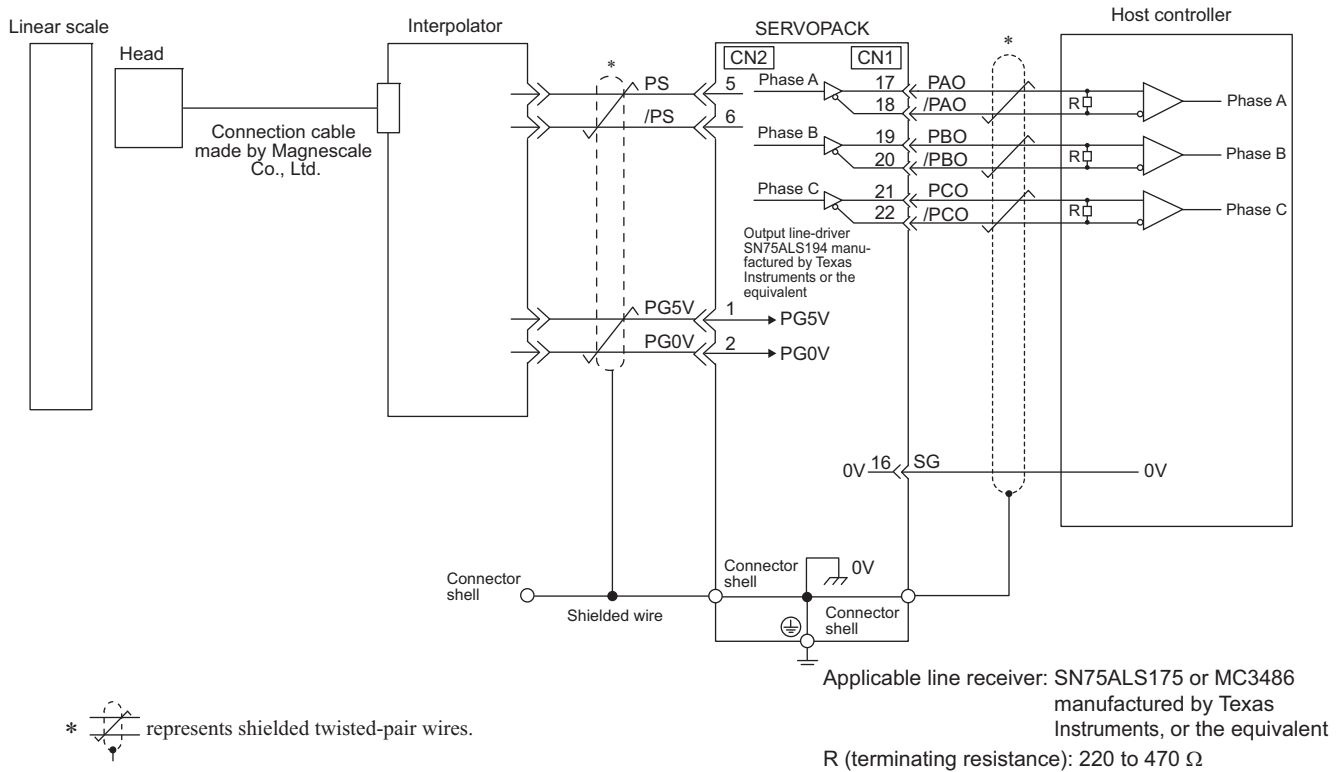 Linear scale
Head
Connection cable
made by Magnescale
Co., Ltd.
Interpolator
*
PS
/PS
PG5V
PG0V
SERVOPACK
CN2
CN1
5
6
1
2
PG5V
PG0V
Phase A
17
PAO
18
/PAO
Phase B
19
PBO
20
/PBO
Phase C
21
PCO
22
/PCO
Output line-driver
SN75ALS194 manu-
factured by Texas
Instruments or the
equivalent
*
Host controller
R
Phase A
R
Phase B
R
Phase C
0V
16
SG
0V
Connector
shell
Shielded wire
Connector
shell
0V
Connector
shell
Applicable line receiver: SN75ALS175 or MC3486
manufactured by Texas
Instruments, or the equivalent
R (terminating resistance): 220 to 470 Ω
* represents shielded twisted-pair wires.